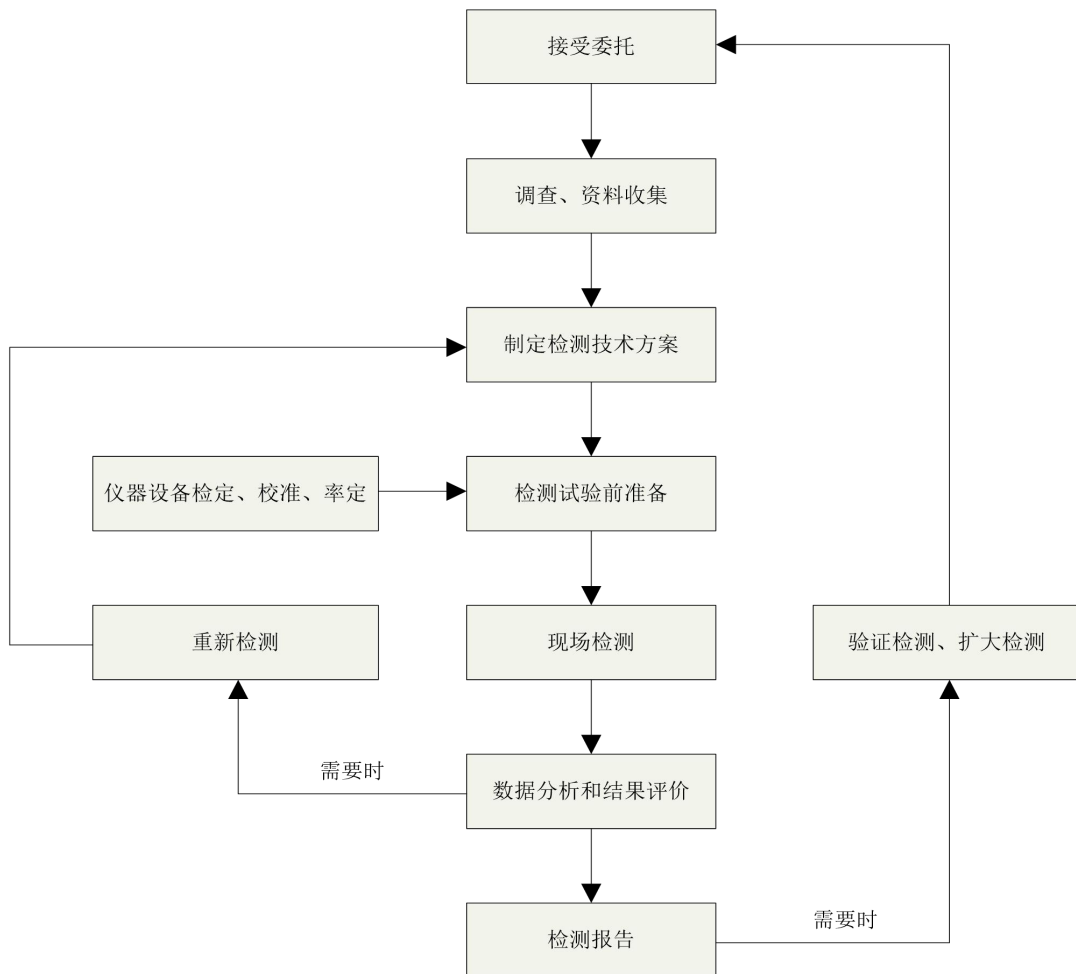 接受委托
调查、资料收集
制定检测技术方案
仪器设备检定、校准、率定
检测试验前准备
重新检测
现场检测
验证检测、扩大检测
需要时
数据分析和结果评价
检测报告
需要时